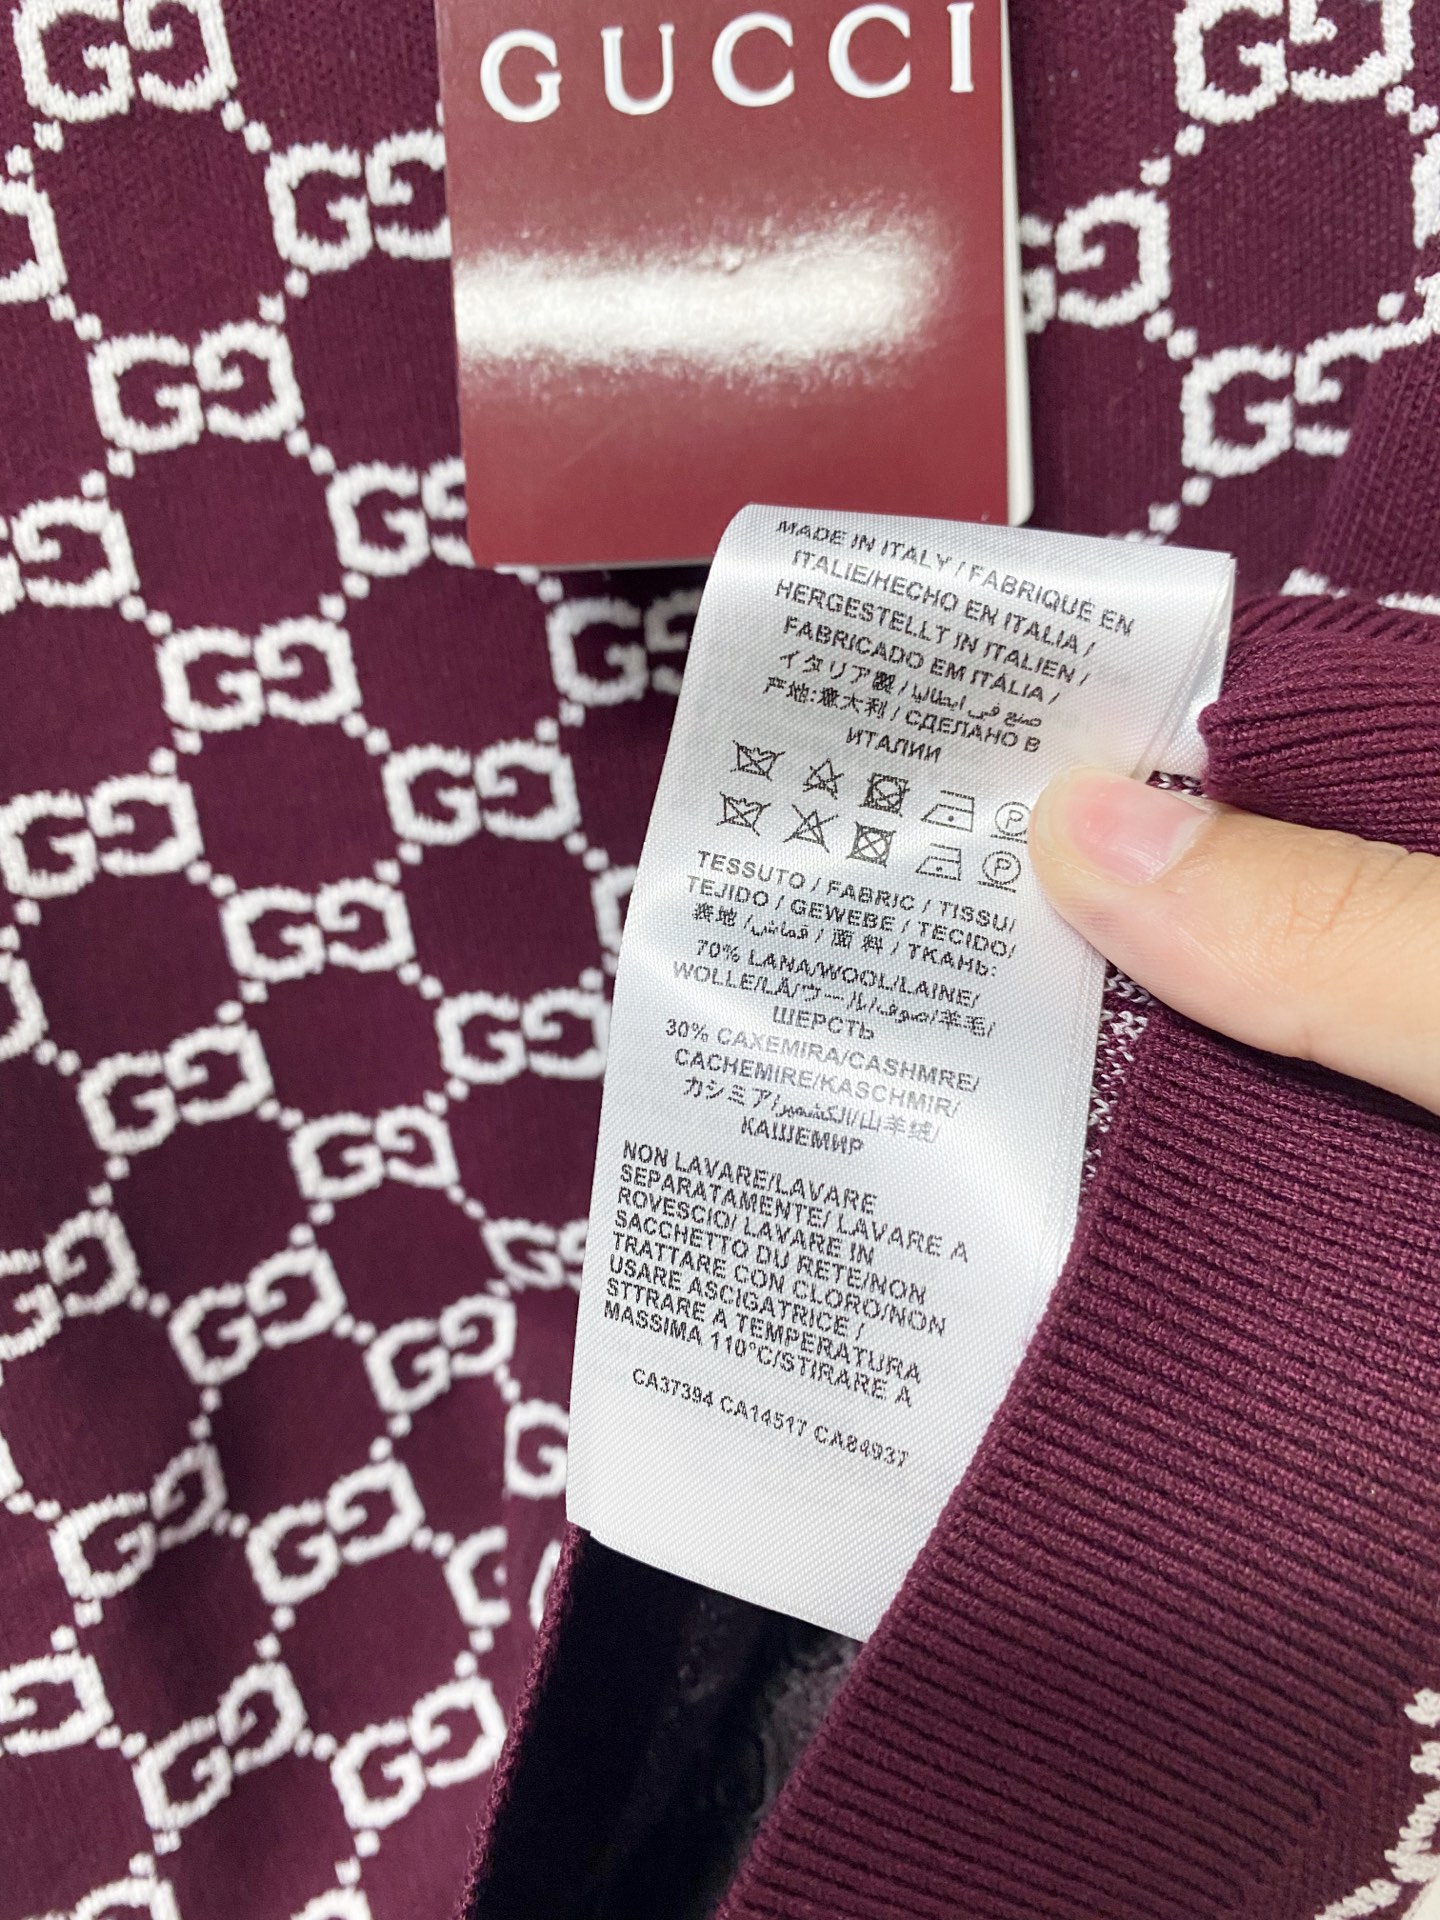 GUCCI
MADE IN ITALY / FABRIQUÉ EN
ITALIE/HECHO EN ITALIA /
HERGESTELLT IN ITALIEN /
FABRICADO EM ITÁLIA /
イタリア製 / صنع في إيطاليا
产地:意大利 / СДЕЛАНО В
ИТАЛИИ
P
P
TESSUTO / FABRIC / TISSU/
TEJIDO / GEWEBE / TECIDO/
表地 / قماش / 面 料 / ТКАНЬ:
70% LANA/WOOL/LAINE/
WOLLE/LÃ/ウール/صوف/羊毛/
ШЕРСТЬ
30% CAXEMIRA/CASHMRE/
CACHEMIRE/KASCHMIR/
カシミア/الكشمير/山羊绒/
КАШЕМИР
NON LAVARE/LAVARE
SEPARATAMENTE/ LAVARE A
ROVESCIO/ LAVARE IN
SACCHETTO DU RETE/NON
TRATTARE CON CLORO/NON
USARE ASCIGATRICE /
STTRARE A TEMPERATURA
MASSIMA 110°C/STIRARE A
CA37394 CA14517 CA84937